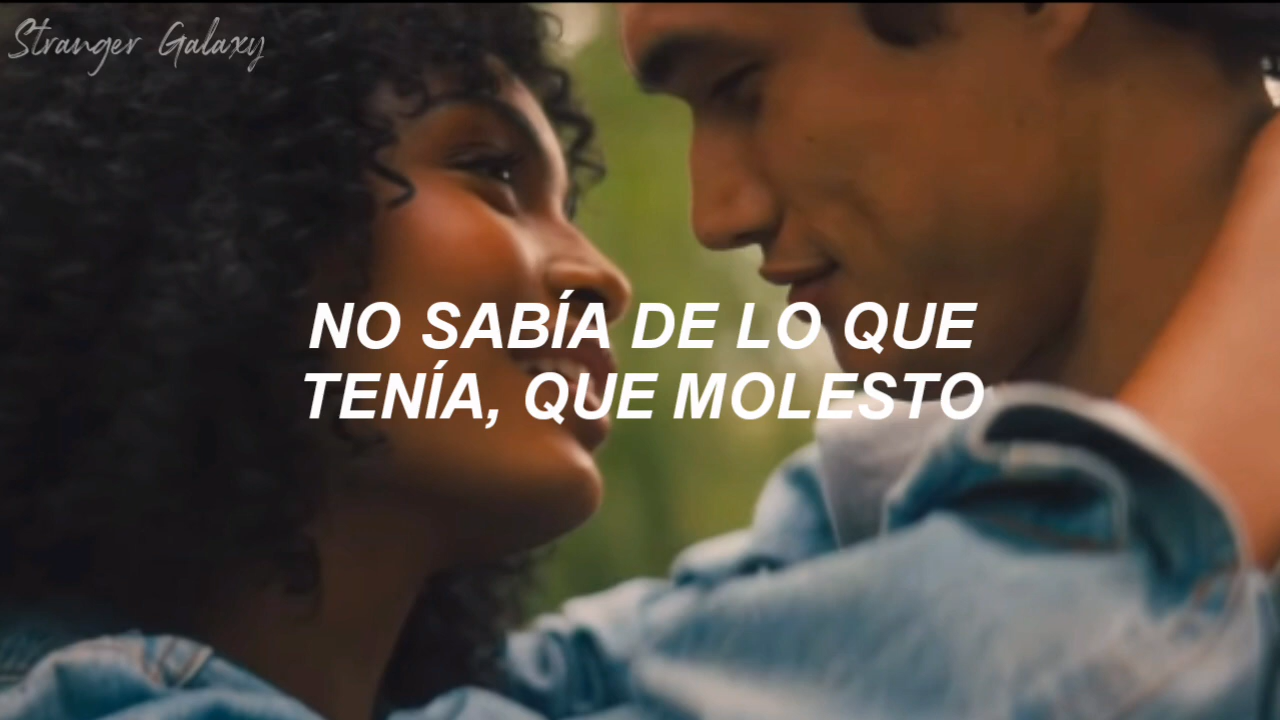 Stranger Galaxy
NO SABÍA DE LO QUE
TENÍA, QUE MOLESTO